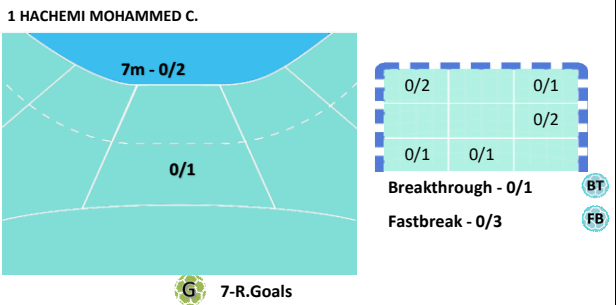 1 HACHEMI MOHAMMED C.
7m - 0/2
0/1
0/2 0/1
0/2
0/1 0/1
Breakthrough - 0/1 BT
Fastbreak - 0/3 FB
G 7-R.Goals